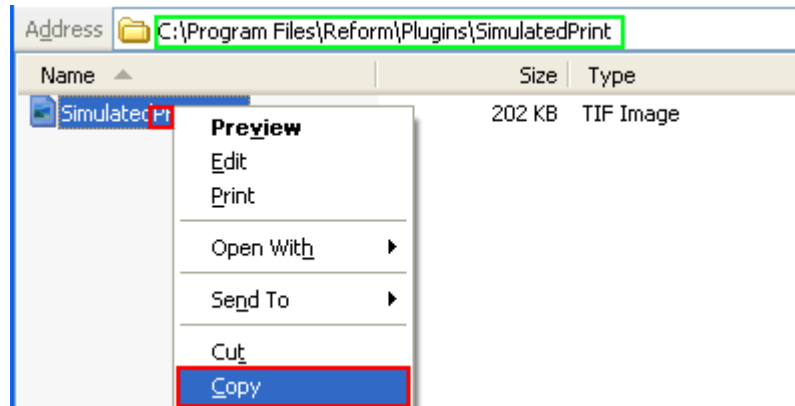 Address C:\Program Files\Reform\Plugins\SimulatedPrint
Name Size Type
202 KB TIF Image
Preview
Edit
Print
Open With
Send To
Cut
Copy